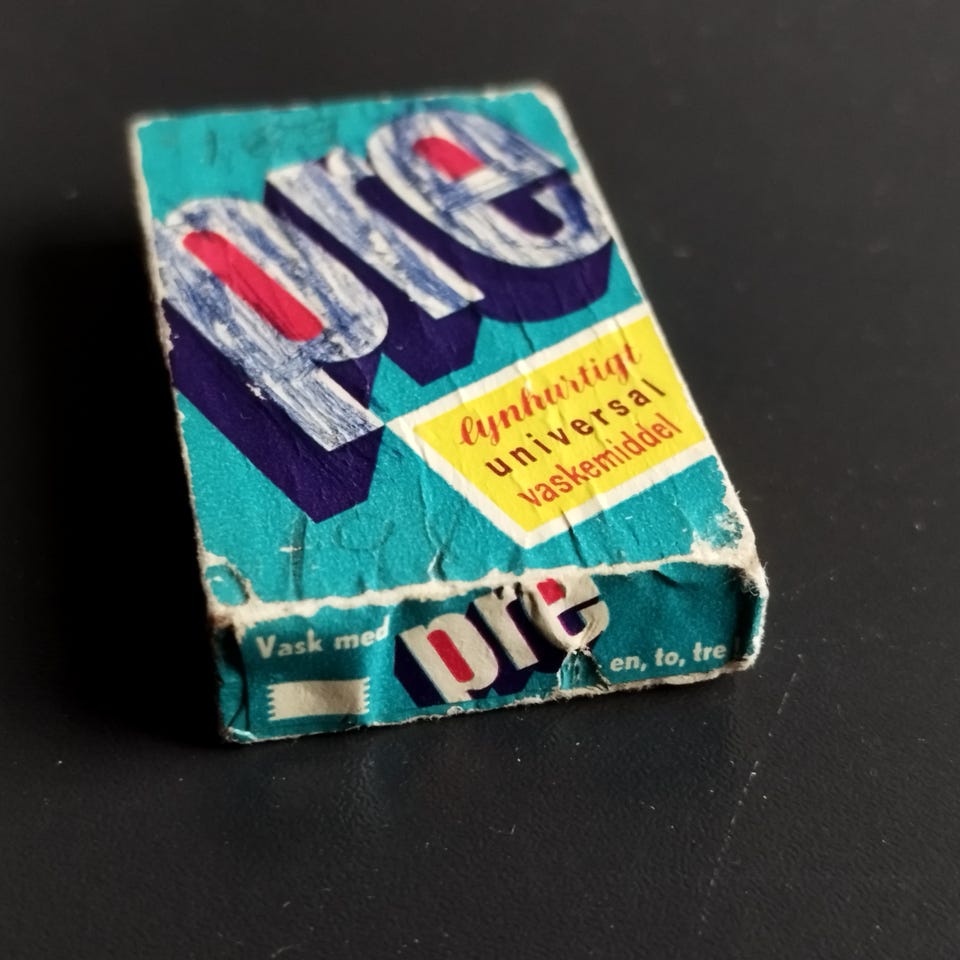 pre
lynhurtigt
universal
vaskemiddel
Vask med
pre
en, to, tre